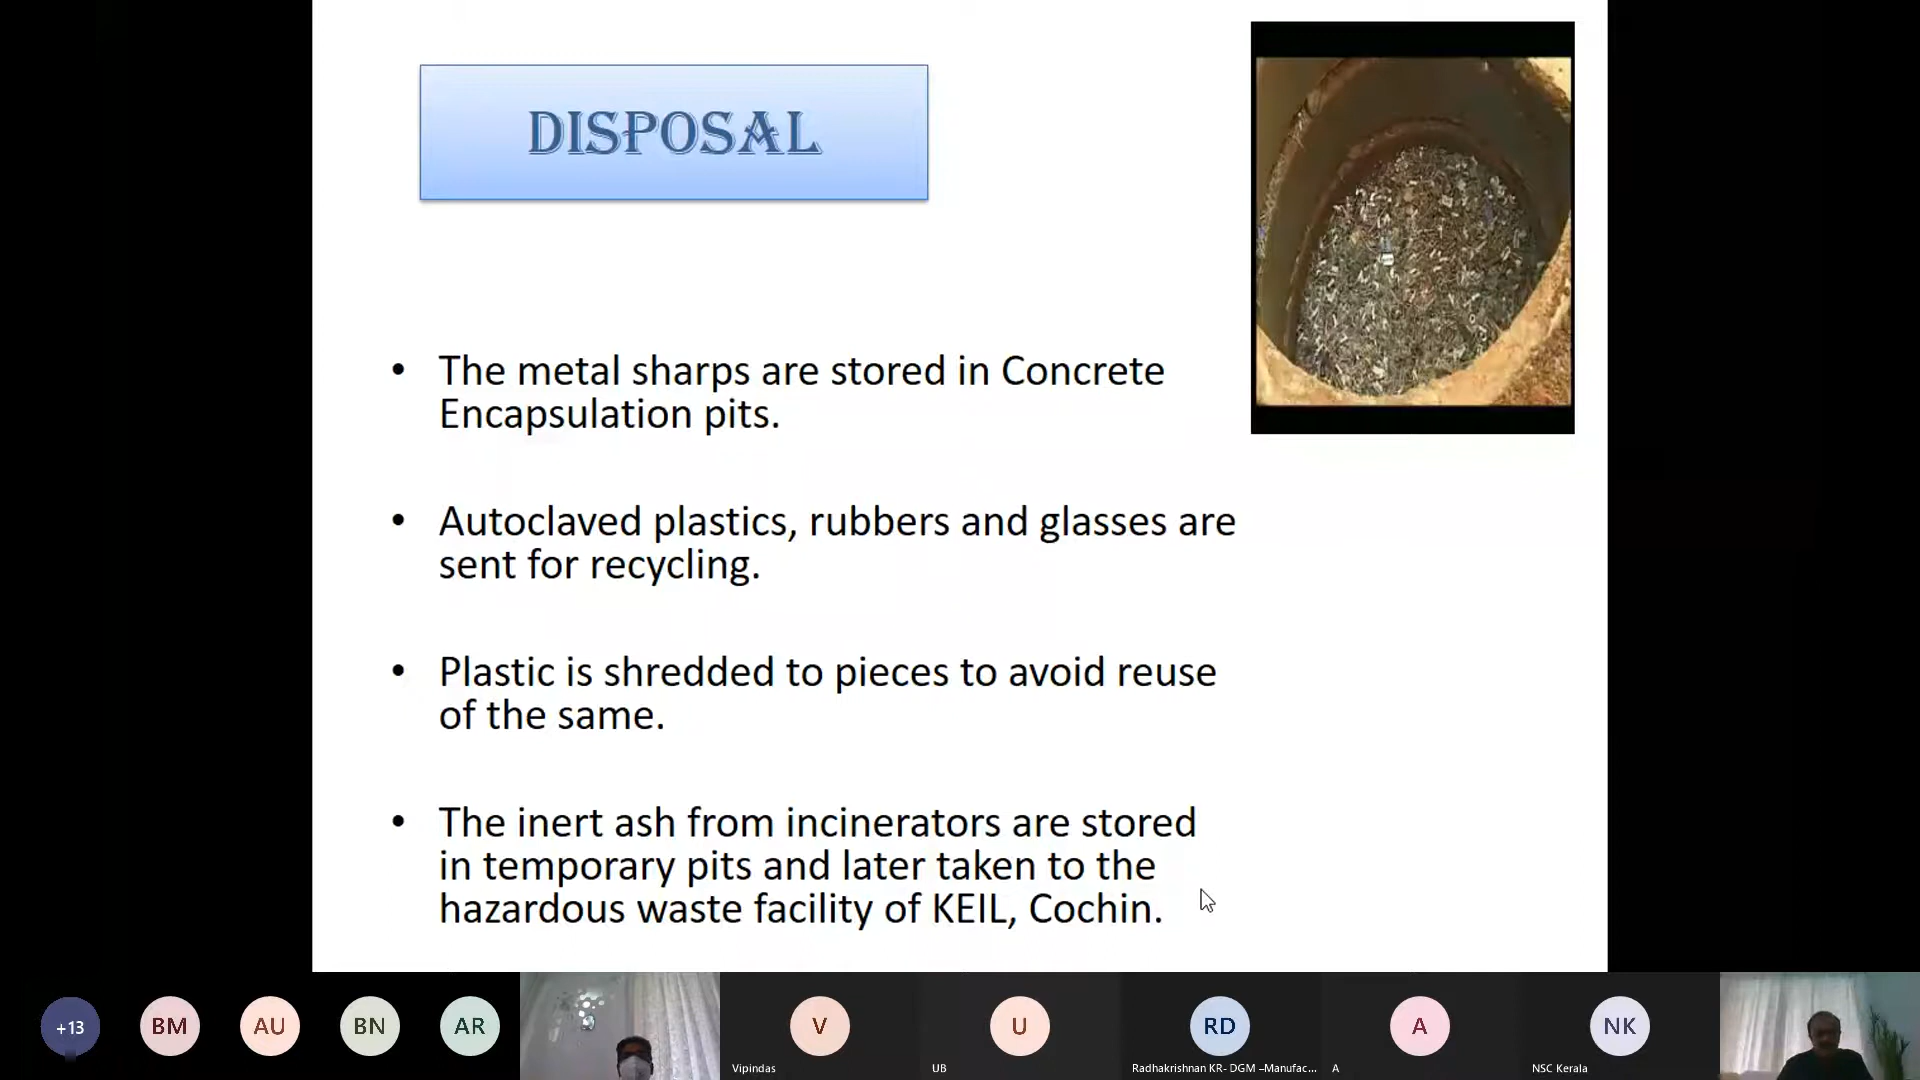 DISPOSAL
• The metal sharps are stored in Concrete
Encapsulation pits.
• Autoclaved plastics, rubbers and glasses are
sent for recycling.
• Plastic is shredded to pieces to avoid reuse
of the same.
• The inert ash from incinerators are stored
in temporary pits and later taken to the
hazardous waste facility of KEIL, Cochin.
+13
BM
AU
BN
AR
V
Vipindas
U
UB
RD
Radhakrishnan KR- DGM –Manufac...
A
A
NK
NSC Kerala